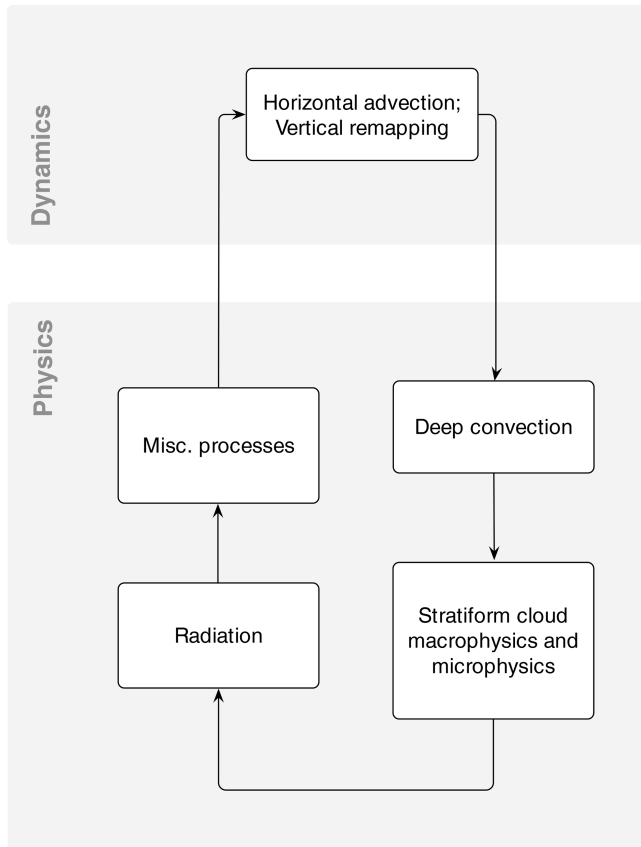 Dynamics
Horizontal advection;
Vertical remapping
Physics
Misc. processes
Deep convection
Radiation
Stratiform cloud
macrophysics and
microphysics